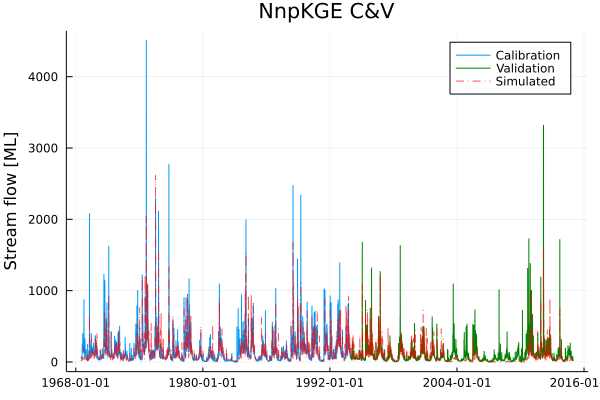 NnpKGE C&V
Calibration
Validation
Simulated
Stream flow [ML]
4000
3000
2000
1000
0
1968-01-01 1980-01-01 1992-01-01 2004-01-01 2016-01-01